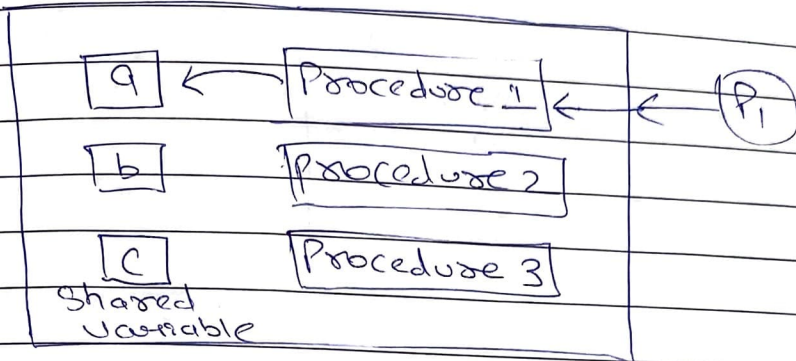 a
Procedure 1
P1
b
Procedure 2
c
Procedure 3
Shared
variable